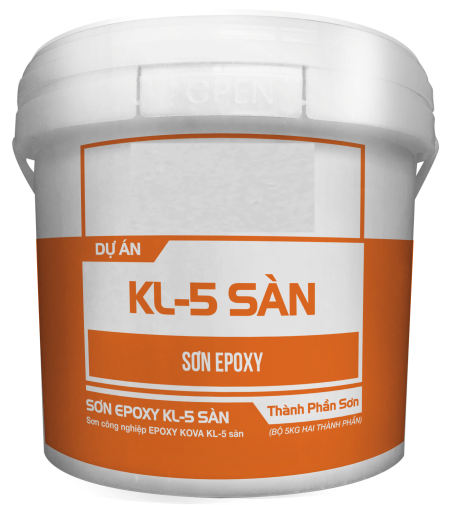 OPEN
DỰ ÁN
KL-5 SÀN
SƠN EPOXY
SƠN EPOXY KL-5 SÀN
Sơn công nghiệp EPOXY KOVA KL-5 sàn
Thành Phần Sơn
(BỘ 5KG HAI THÀNH PHẦN)